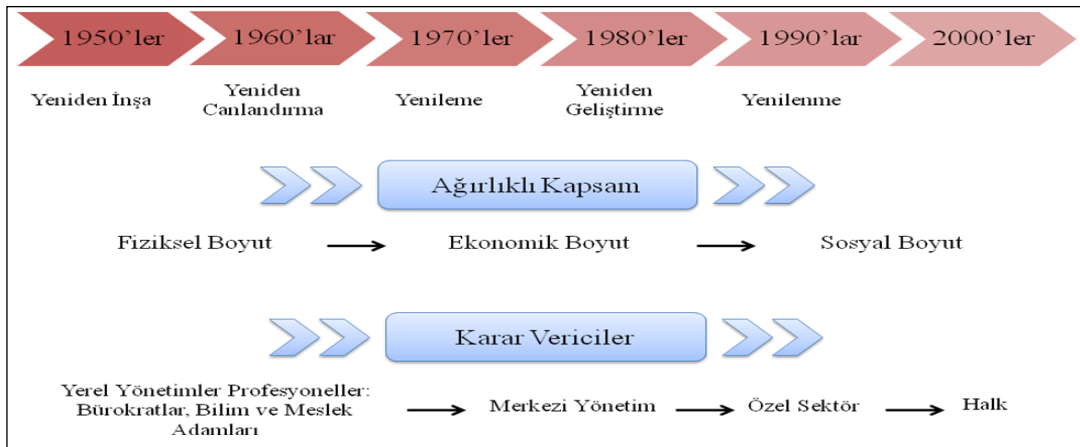 1950’ler 1960’lar 1970’ler 1980’ler 1990’lar 2000’ler
Yeniden İnşa
Yeniden
Canlandırma
Yenileme
Yeniden
Geliştirme
Yenilenme
Ağırlıklı Kapsam
Fiziksel Boyut Ekonomik Boyut Sosyal Boyut
Karar Vericiler
Yerel Yönetimler Profesyoneller:
Bürokratlar, Bilim ve Meslek
Adamları
Merkezi Yönetim
Özel Sektör
Halk